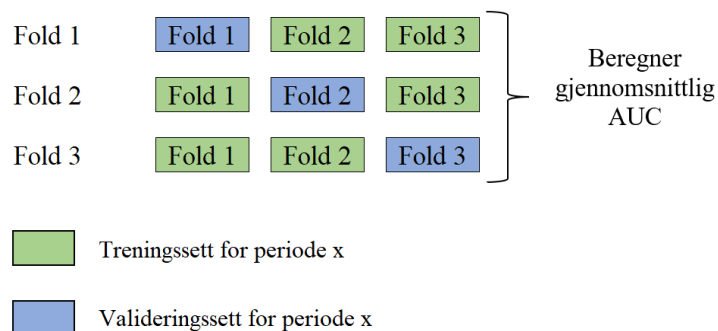 Fold 1 Fold 1 Fold 2 Fold 3
Fold 2 Fold 1 Fold 2 Fold 3
Fold 3 Fold 1 Fold 2 Fold 3
Beregner
gjennomsnittlig
AUC
Treningssett for periode x
Valideringssett for periode x